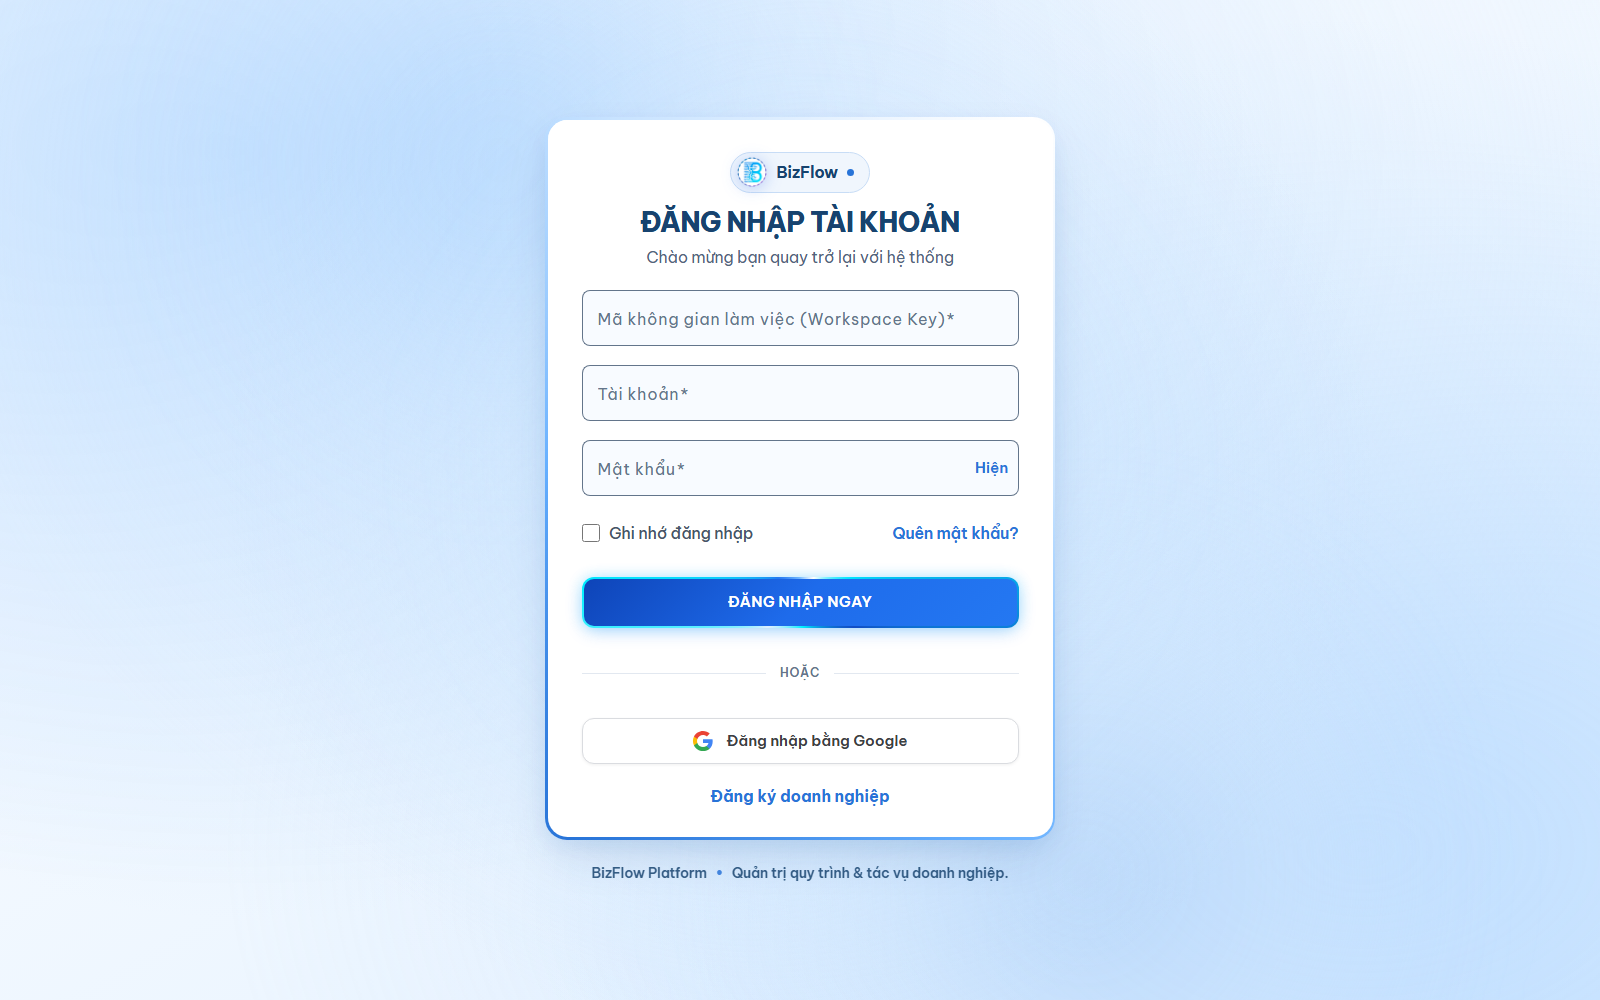 BizFlow
ĐĂNG NHẬP TÀI KHOẢN
Chào mừng bạn quay trở lại với hệ thống
Mã không gian làm việc (Workspace Key)*
Tài khoản*
Mật khẩu*
Hiện
Ghi nhớ đăng nhập
Quên mật khẩu?
ĐĂNG NHẬP NGAY
HOẶC
Đăng nhập bằng Google
Đăng ký doanh nghiệp
BizFlow Platform • Quản trị quy trình & tác vụ doanh nghiệp.